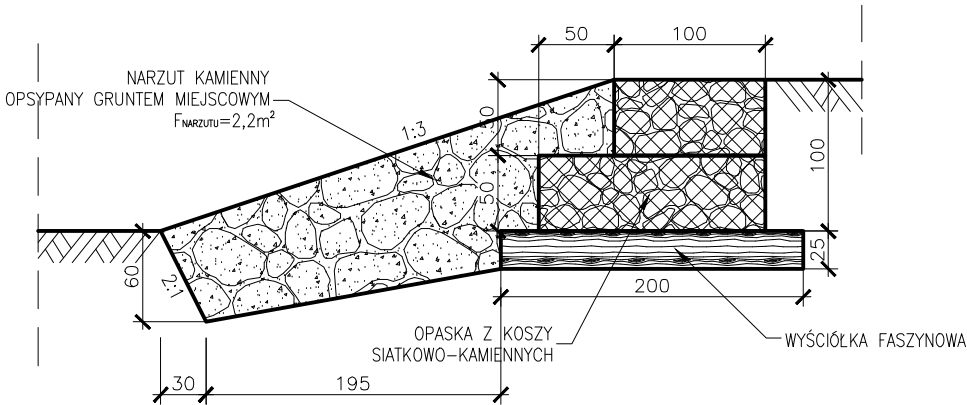 50
100
NARZUT KAMIENNY
OPSYPANY GRUNTEM MIEJSCOWYM
FNARZUTU=2,2m²
1:3
50
100
50
60
2:1
25
200
OPASKA Z KOSZY
SIATKOWO-KAMIENNYCH
WYŚCIÓŁKA FASZYNOWA
30
195